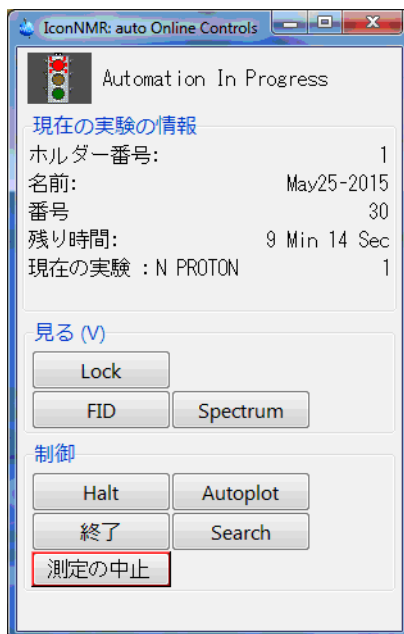 IconNMR: auto Online Controls
Automation In Progress
現在の実験の情報
ホルダー番号: 1
名前: May25-2015
番号 30
残り時間: 9 Min 14 Sec
現在の実験 : N PROTON 1
見る (V)
Lock
FID Spectrum
制御
Halt Autoplot
終了 Search
測定の中止